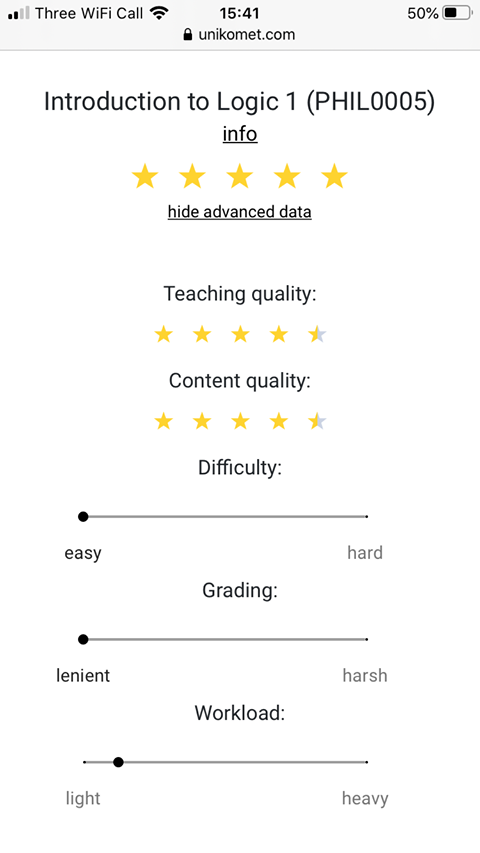 Three WiFi Call 15:41 50%
unikomet.com
Introduction to Logic 1 (PHIL0005)
info
hide advanced data
Teaching quality:
Content quality:
Difficulty:
easy hard
Grading:
lenient harsh
Workload:
light heavy